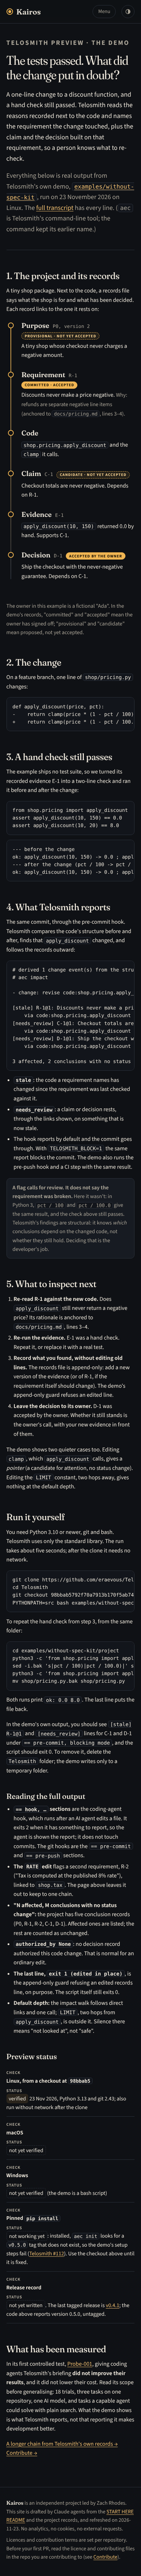 Kairos
Menu
TELOSMITH PREVIEW · THE DEMO
The tests passed. What did
the change put in doubt?
A one-line change to a discount function, and
a hand check still passed. Telosmith reads the
reasons recorded next to the code and lists
the requirement the change touched, plus the
claim and the decision built on that
requirement, so a person knows what to re-
check.
Everything below is real output from
Telosmith's own demo, examples/without-
spec-kit, run on 23 November 2026 on
Linux. The full transcript has every line. ( aec
is Telosmith's command-line tool; the
command kept its earlier name.)
1. The project and its records
A tiny shop package. Next to the code, a records file
says what the shop is for and what has been decided.
Each record links to the one it rests on:
Purpose P0, version 2
PROVISIONAL · NOT YET ACCEPTED
A tiny shop whose checkout never charges a
negative amount.
Requirement R-1
COMMITTED · ACCEPTED
Discounts never make a price negative. Why:
refunds are separate negative line items
(anchored to docs/pricing.md, lines 3–4).
Code
shop.pricing.apply_discount and the
clamp it calls.
Claim C-1 CANDIDATE · NOT YET ACCEPTED
Checkout totals are never negative. Depends
on R-1.
Evidence E-1
apply_discount(10, 150) returned 0.0 by
hand. Supports C-1.
Decision D-1 ACCEPTED BY THE OWNER
Ship the checkout with the never-negative
guarantee. Depends on C-1.
The owner in this example is a fictional "Ada". In the
demo's records, "committed" and "accepted" mean the
owner has signed off; "provisional" and "candidate"
mean proposed, not yet accepted.
2. The change
On a feature branch, one line of shop/pricing.py
changes:
def apply_discount(price, pct):
- return clamp(price * (1 - pct / 100)
+ return clamp(price * (1 - pct / 100.
3. A hand check still passes
The example ships no test suite, so we turned its
recorded evidence E-1 into a two-line check and ran
it before and after the change:
from shop.pricing import apply_discount
assert apply_discount(10, 150) == 0.0
assert apply_discount(10, 20) == 8.0
--- before the change
ok: apply_discount(10, 150) -> 0.0 ; appl
--- after the change (pct / 100 -> pct /
ok: apply_discount(10, 150) -> 0.0 ; appl
4. What Telosmith reports
The same commit, through the pre-commit hook.
Telosmith compares the code's structure before and
after, finds that apply_discount changed, and
follows the records outward:
# derived 1 change event(s) from the stru
# aec impact
- change: revise code:shop.pricing.apply_
[stale] R-1@1: Discounts never make a pri
via code:shop.pricing.apply_discount
[needs_review] C-1@1: Checkout totals are
via code:shop.pricing.apply_discount
[needs_review] D-1@1: Ship the checkout w
via code:shop.pricing.apply_discount
3 affected, 2 conclusions with no status
stale: the code a requirement names has
changed since the requirement was last checked
against it.
needs_review: a claim or decision rests,
through the links shown, on something that is
now stale.
The hook reports by default and the commit goes
through. With TELOSMITH_BLOCK=1 the same
report blocks the commit. The demo also runs the
pre-push hook and a CI step with the same result.
A flag calls for review. It does not say the
requirement was broken. Here it wasn't: in
Python 3, pct / 100 and pct / 100.0 give
the same result, and the check above still passes.
Telosmith's findings are structural: it knows which
conclusions depend on the changed code, not
whether they still hold. Deciding that is the
developer's job.
5. What to inspect next
1. Re-read R-1 against the new code. Does
apply_discount still never return a negative
price? Its rationale is anchored to
docs/pricing.md, lines 3–4.
2. Re-run the evidence. E-1 was a hand check.
Repeat it, or replace it with a real test.
3. Record what you found, without editing old
lines. The records file is append-only: add a new
version of the evidence (or of R-1, if the
requirement itself should change). The demo's
append-only guard refuses an edited line.
4. Leave the decision to its owner. D-1 was
accepted by the owner. Whether it still stands is
the owner's call, with your new evidence in front
of them.
The demo shows two quieter cases too. Editing
clamp, which apply_discount calls, gives a
pointer (a candidate for attention, no status change).
Editing the LIMIT constant, two hops away, gives
nothing at the default depth.
Run it yourself
You need Python 3.10 or newer, git and bash.
Telosmith uses only the standard library. The run
takes about five seconds; after the clone it needs no
network.
git clone https://github.com/eraevous/Tel
cd Telosmith
git checkout 98bbab5792f78a7913b170f5ab74
PYTHONPATH=src bash examples/without-spec
To repeat the hand check from step 3, from the same
folder:
cd examples/without-spec-kit/project
python3 -c 'from shop.pricing import appl
sed -i.bak 's|pct / 100|pct / 100.0|' sho
python3 -c 'from shop.pricing import appl
mv shop/pricing.py.bak shop/pricing.py
Both runs print ok: 0.0 8.0. The last line puts the
file back.
In the demo's own output, you should see [stale]
R-1@1 and [needs_review] lines for C-1 and D-1
under == pre-commit, blocking mode, and the
script should exit 0. To remove it, delete the
Telosmith folder; the demo writes only to a
temporary folder.
Reading the full output
== hook, … sections are the coding-agent
hook, which runs after an AI agent edits a file. It
exits 2 when it has something to report, so the
agent is shown the report; it does not touch
commits. The git hooks are the == pre-commit
and == pre-push sections.
The RATE edit flags a second requirement, R-2
("Tax is computed at the published 8% rate"),
linked to shop.tax. The page above leaves it
out to keep to one chain.
"N affected, M conclusions with no status
change": the project has five conclusion records
(P0, R-1, R-2, C-1, D-1). Affected ones are listed; the
rest are counted as unchanged.
authorized_by None: no decision record
authorized this code change. That is normal for an
ordinary edit.
The last line, exit 1 (edited in place), is
the append-only guard refusing an edited records
line, on purpose. The script itself exits 0.
Default depth: the impact walk follows direct
links and one call; LIMIT, two hops from
apply_discount, is outside it. Silence there
means "not looked at", not "safe".
Preview status
CHECK
Linux, from a checkout at 98bbab5
STATUS
verified 23 Nov 2026, Python 3.13 and git 2.43; also
run without network after the clone
CHECK
macOS
STATUS
not yet verified
CHECK
Windows
STATUS
not yet verified (the demo is a bash script)
CHECK
Pinned pip install
STATUS
not working yet: installed, aec init looks for a
v0.5.0 tag that does not exist, so the demo's setup
steps fail (Telosmith #112). Use the checkout above until
it is fixed.
CHECK
Release record
STATUS
not yet written. The last tagged release is v0.4.1; the
code above reports version 0.5.0, untagged.
What has been measured
In its first controlled test, Probe-001, giving coding
agents Telosmith's briefing did not improve their
results, and it did not lower their cost. Read its scope
before generalising: 18 trials, three tasks on one
repository, one AI model, and tasks a capable agent
could solve with plain search. What the demo shows
is what Telosmith reports, not that reporting it makes
development better.
A longer chain from Telosmith's own records →
Contribute →
Kairos is an independent project led by Zach Rhodes.
This site is drafted by Claude agents from the START HERE
README and the project records, and refreshed on 2026-
11-23. No analytics, no cookies, no external requests.
Licences and contribution terms are set per repository.
Before your first PR, read the licence and contributing files
in the repo you are contributing to (see Contribute).